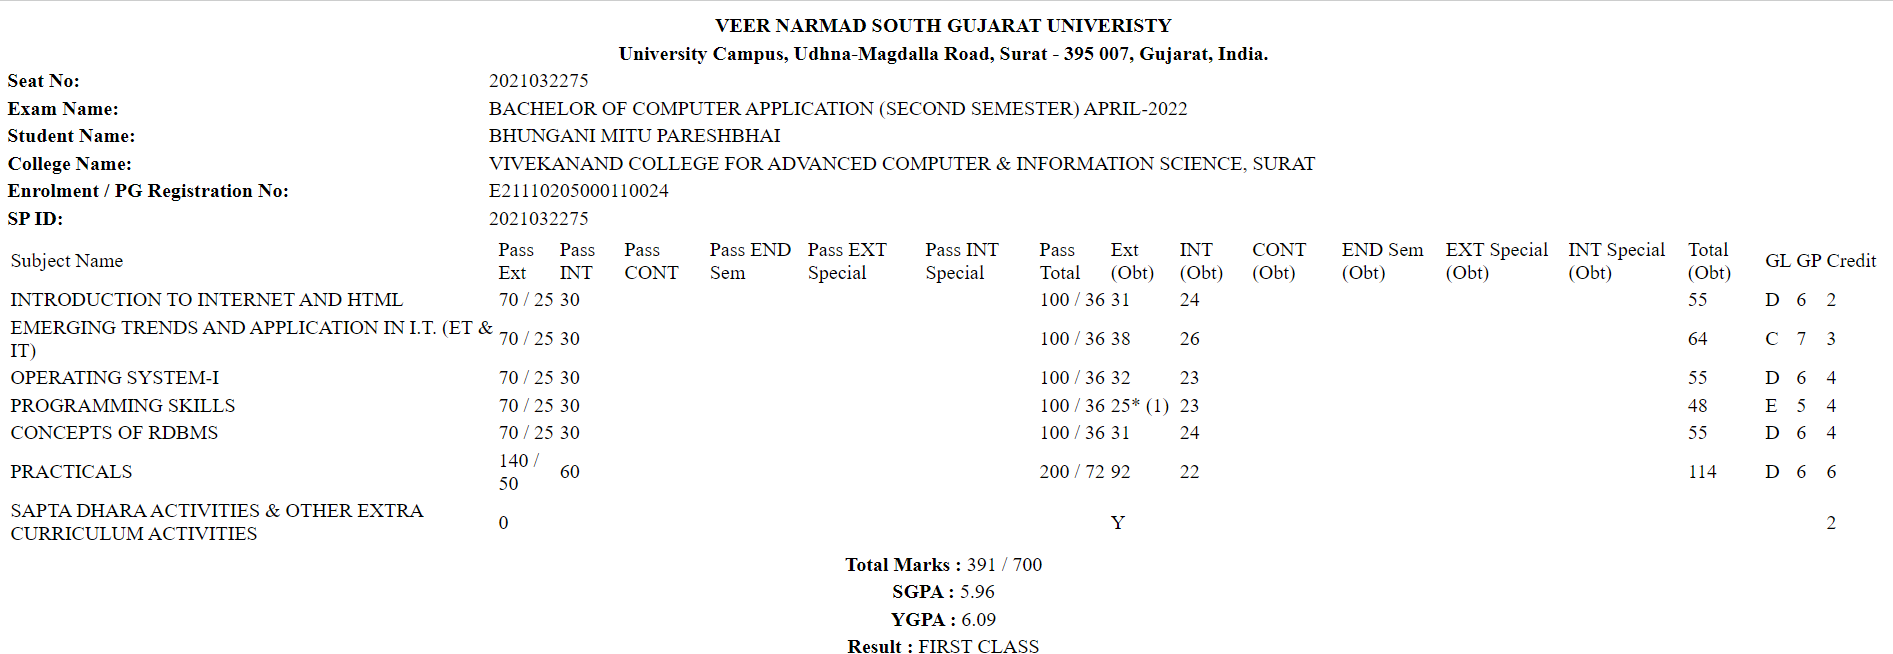 VEER NARMAD SOUTH GUJARAT UNIVERISTY
University Campus, Udhna-Magdalla Road, Surat - 395 007, Gujarat, India.
Seat No: 2021032275
Exam Name: BACHELOR OF COMPUTER APPLICATION (SECOND SEMESTER) APRIL-2022
Student Name: BHUNGANI MITU PARESHBHAI
College Name: VIVEKANAND COLLEGE FOR ADVANCED COMPUTER & INFORMATION SCIENCE, SURAT
Enrolment / PG Registration No: E21110205000110024
SP ID: 2021032275
Subject Name Pass Ext Pass INT Pass CONT Pass END Sem Pass EXT Special Pass INT Special Pass Total Ext (Obt) INT (Obt) CONT (Obt) END Sem (Obt) EXT Special (Obt) INT Special (Obt) Total (Obt) GL GP Credit
INTRODUCTION TO INTERNET AND HTML 70 / 25 30 100 / 36 31 24 55 D 6 2
EMERGING TRENDS AND APPLICATION IN I.T. (ET & IT) 70 / 25 30 100 / 36 38 26 64 C 7 3
OPERATING SYSTEM-I 70 / 25 30 100 / 36 32 23 55 D 6 4
PROGRAMMING SKILLS 70 / 25 30 100 / 36 25* (1) 23 48 E 5 4
CONCEPTS OF RDBMS 70 / 25 30 100 / 36 31 24 55 D 6 4
PRACTICALS 140 / 50 60 200 / 72 92 22 114 D 6 6
SAPTA DHARA ACTIVITIES & OTHER EXTRA CURRICULUM ACTIVITIES 0 Y 2
Total Marks : 391 / 700
SGPA : 5.96
YGPA : 6.09
Result : FIRST CLASS